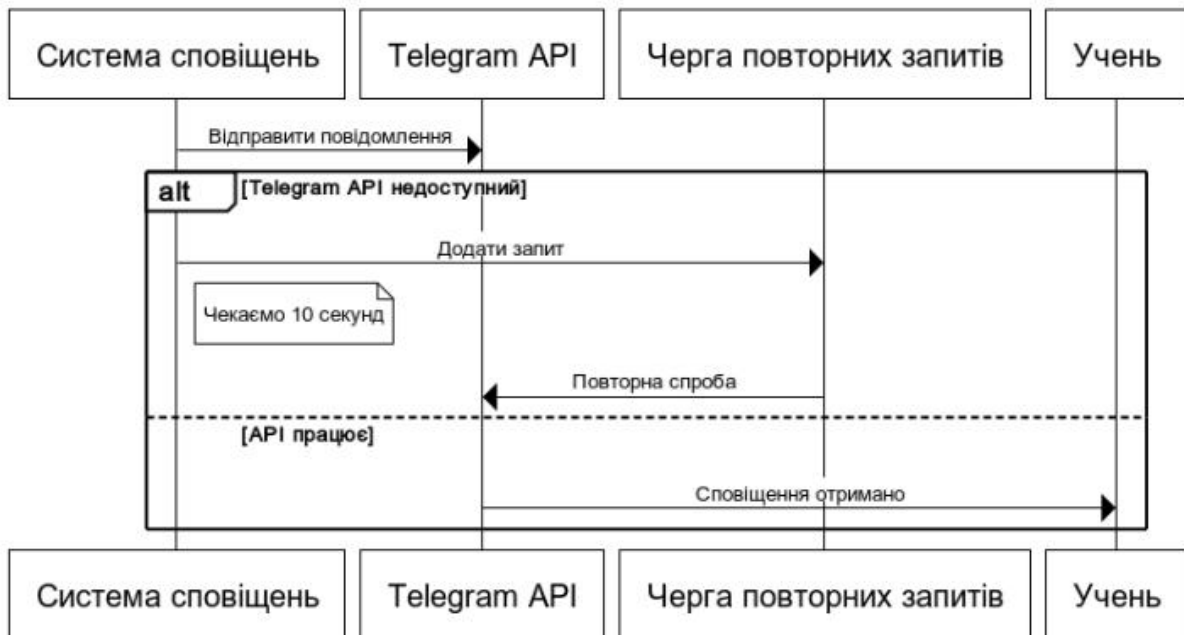 Система сповіщень
Telegram API
Черга повторних запитів
Учень
Відправити повідомлення
alt
[Telegram API недоступний]
Додати запит
Чекаємо 10 секунд
Повторна спроба
[API працює]
Сповіщення отримано
Система сповіщень
Telegram API
Черга повторних запитів
Учень